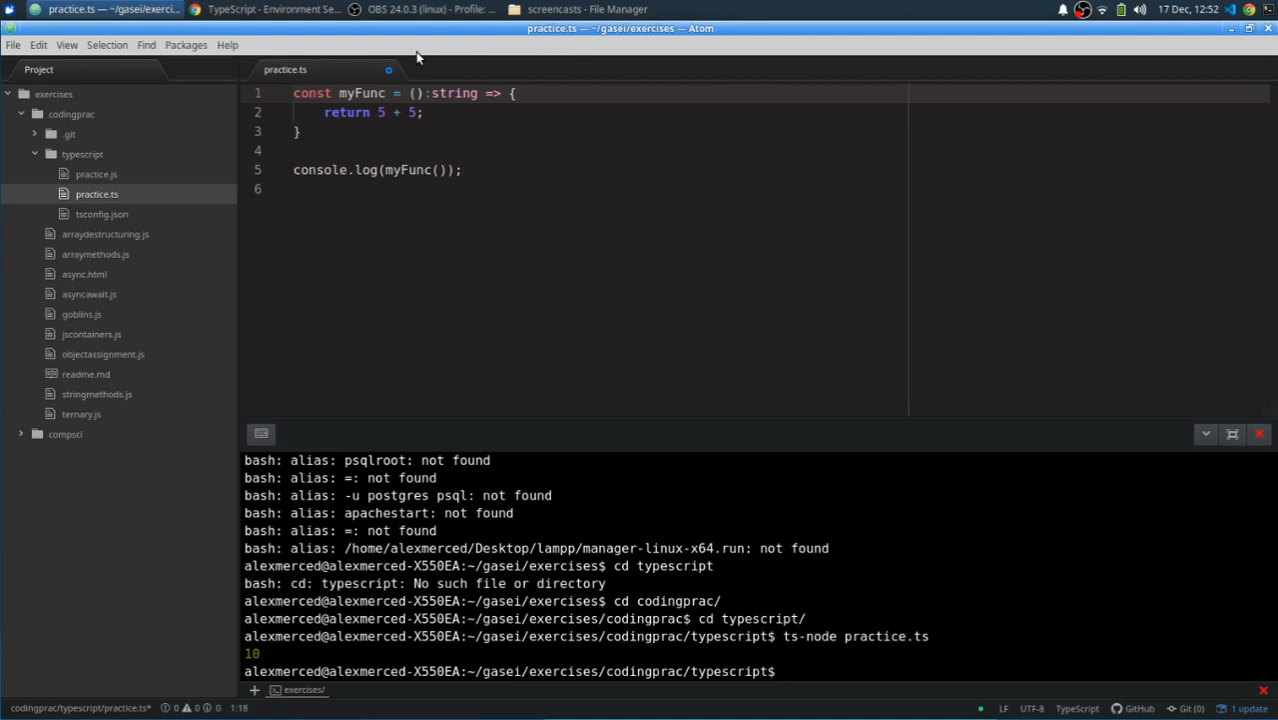 practice.ts — ~/gasei/exerci...
TypeScript - Environment Se...
OBS 24.0.3 (linux) - Profile: ...
screencasts - File Manager
17 Dec, 12:52
practice.ts — ~/gasei/exercises — Atom
File Edit View Selection Find Packages Help
Project
practice.ts
exercises
codingprac
.git
typescript
practice.js
practice.ts
tsconfig.json
arraydestructuring.js
arraymethods.js
async.html
asyncawait.js
goblins.js
jscontainers.js
objectassignment.js
readme.md
stringmethods.js
ternary.js
compsci
1 const myFunc = ():string => {
2 return 5 + 5;
3 }
4
5 console.log(myFunc());
6
bash: alias: psqlroot: not found
bash: alias: =: not found
bash: alias: -u postgres psql: not found
bash: alias: apachestart: not found
bash: alias: =: not found
bash: alias: /home/alexmerced/Desktop/lampp/manager-linux-x64.run: not found
alexmerced@alexmerced-X550EA:~/gasei/exercises$ cd typescript
bash: cd: typescript: No such file or directory
alexmerced@alexmerced-X550EA:~/gasei/exercises$ cd codingprac/
alexmerced@alexmerced-X550EA:~/gasei/exercises/codingprac$ cd typescript/
alexmerced@alexmerced-X550EA:~/gasei/exercises/codingprac/typescript$ ts-node practice.ts
10
alexmerced@alexmerced-X550EA:~/gasei/exercises/codingprac/typescript$
+ exercises/
codingprac/typescript/practice.ts* 0 0 0 1:18
LF UTF-8 TypeScript GitHub Git (0) 1 update